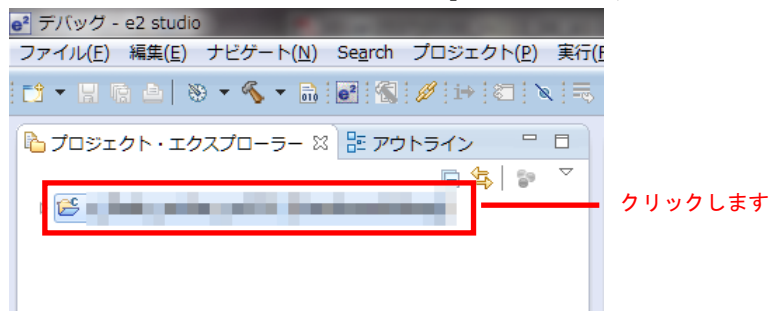 デバッグ - e2 studio
ファイル(F) 編集(E) ナビゲート(N) Search プロジェクト(P) 実行(
プロジェクト・エクスプローラー アウトライン
クリックします